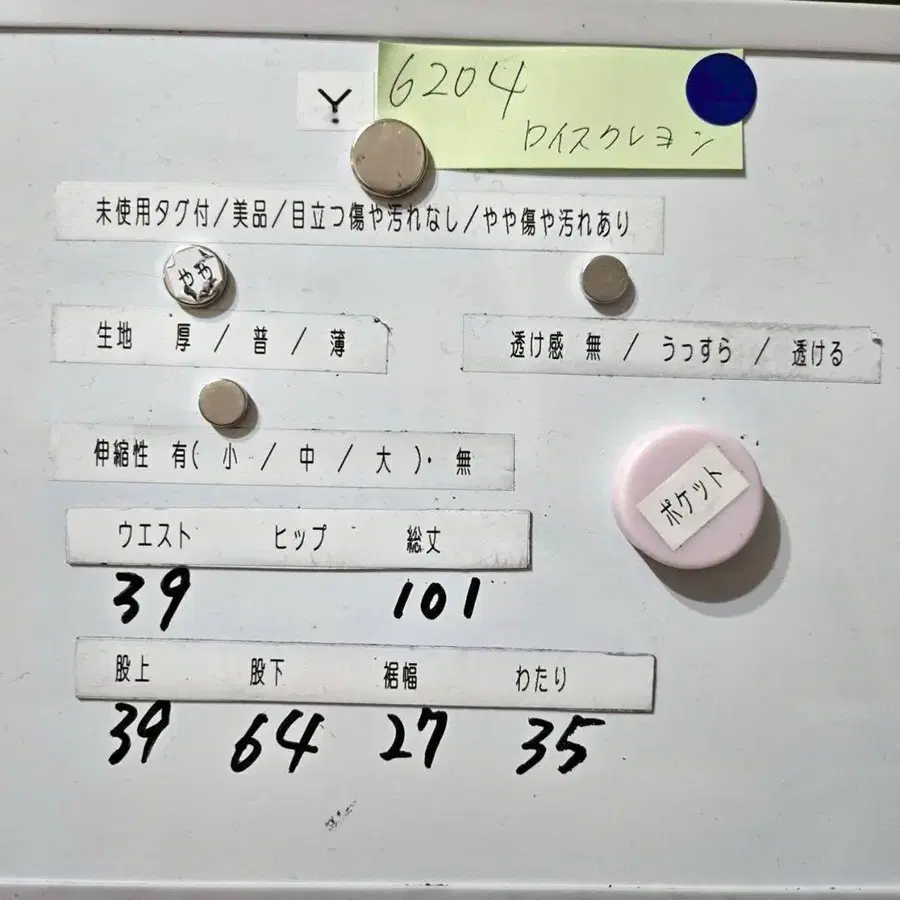 Y 6204
ロイスクレヨン
未使用タグ付/美品/目立つ傷や汚れなし/やや傷や汚れあり
やや
生地 厚 / 普 / 薄
透け感 無 / うっすら / 透ける
伸縮性 有( 小 / 中 / 大 )・ 無
ポケット
ウエスト ヒップ 総丈
39 101
股上 股下 裾幅 わたり
39 64 27 35